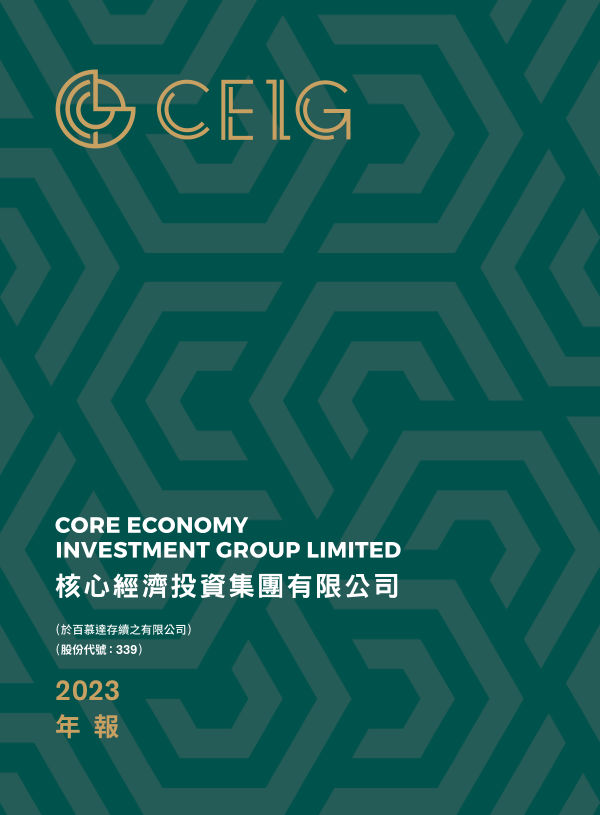 CEIG
CORE ECONOMY
INVESTMENT GROUP LIMITED
核心經濟投資集團有限公司
（於百慕達存續之有限公司）
（股份代號：339）
2023
年 報